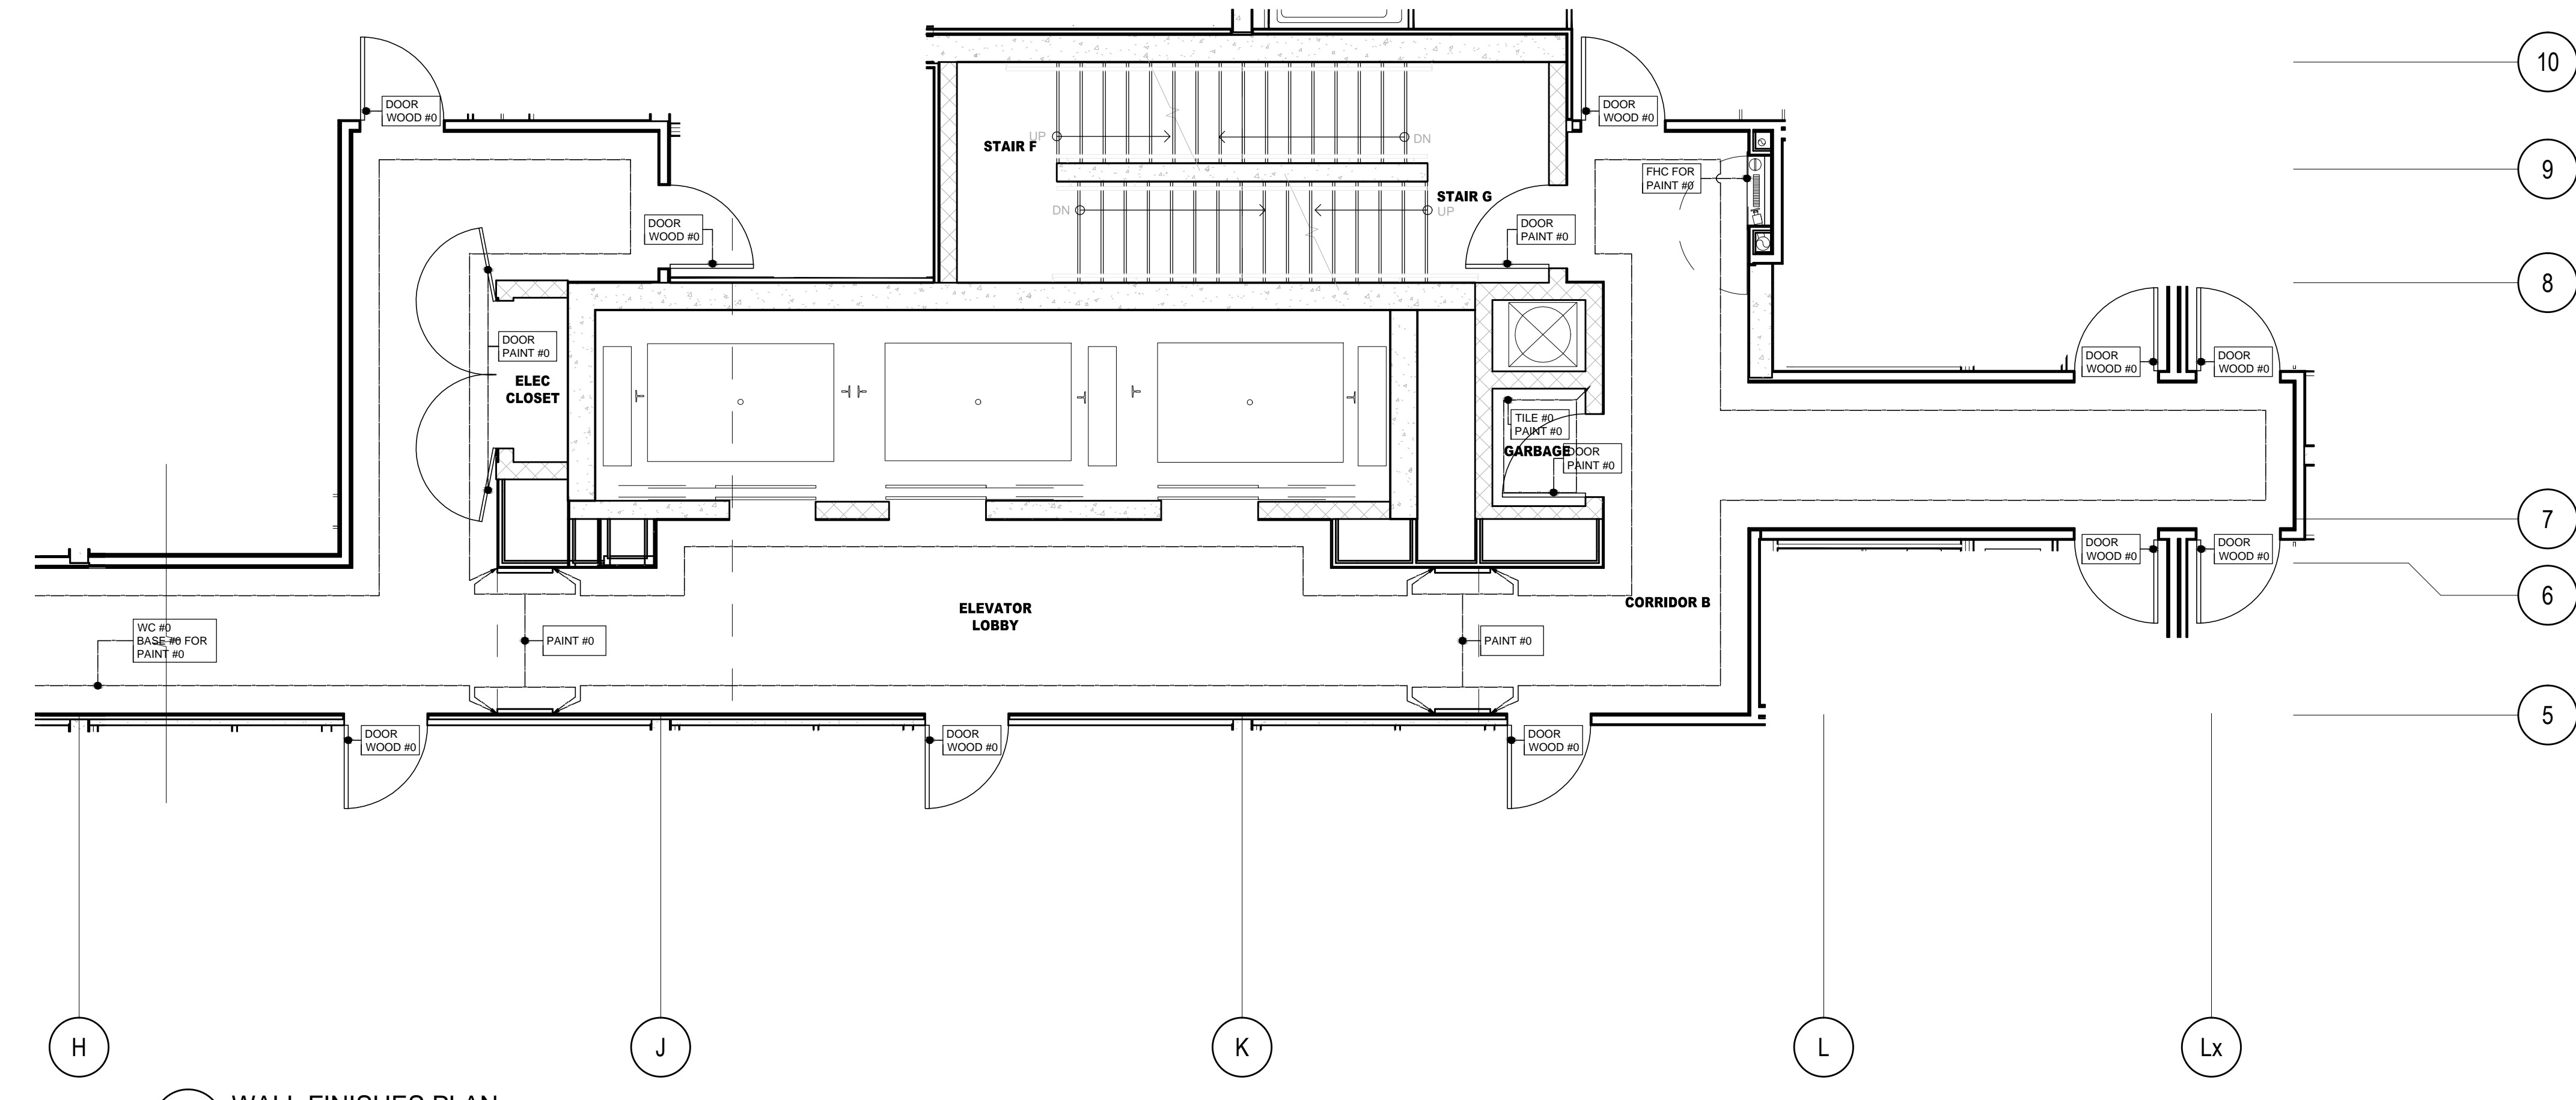 10
DOOR
WOOD #0
DOOR
WOOD #0
UP
DN
STAIR F
9
FHC FOR
PAINT #0
STAIR G
DN
UP
DOOR
WOOD #0
DOOR
PAINT #0
8
DOOR
PAINT #0
DOOR
WOOD #0
DOOR
WOOD #0
ELEC
CLOSET
TILE #0
PAINT #0
GARBAGE
DOOR
PAINT #0
7
DOOR
WOOD #0
DOOR
WOOD #0
6
ELEVATOR
LOBBY
CORRIDOR B
WC #0
BASE #0 FOR
PAINT #0
PAINT #0
PAINT #0
5
DOOR
WOOD #0
DOOR
WOOD #0
DOOR
WOOD #0
H
J
K
L
Lx
WALL FINISHES PLAN